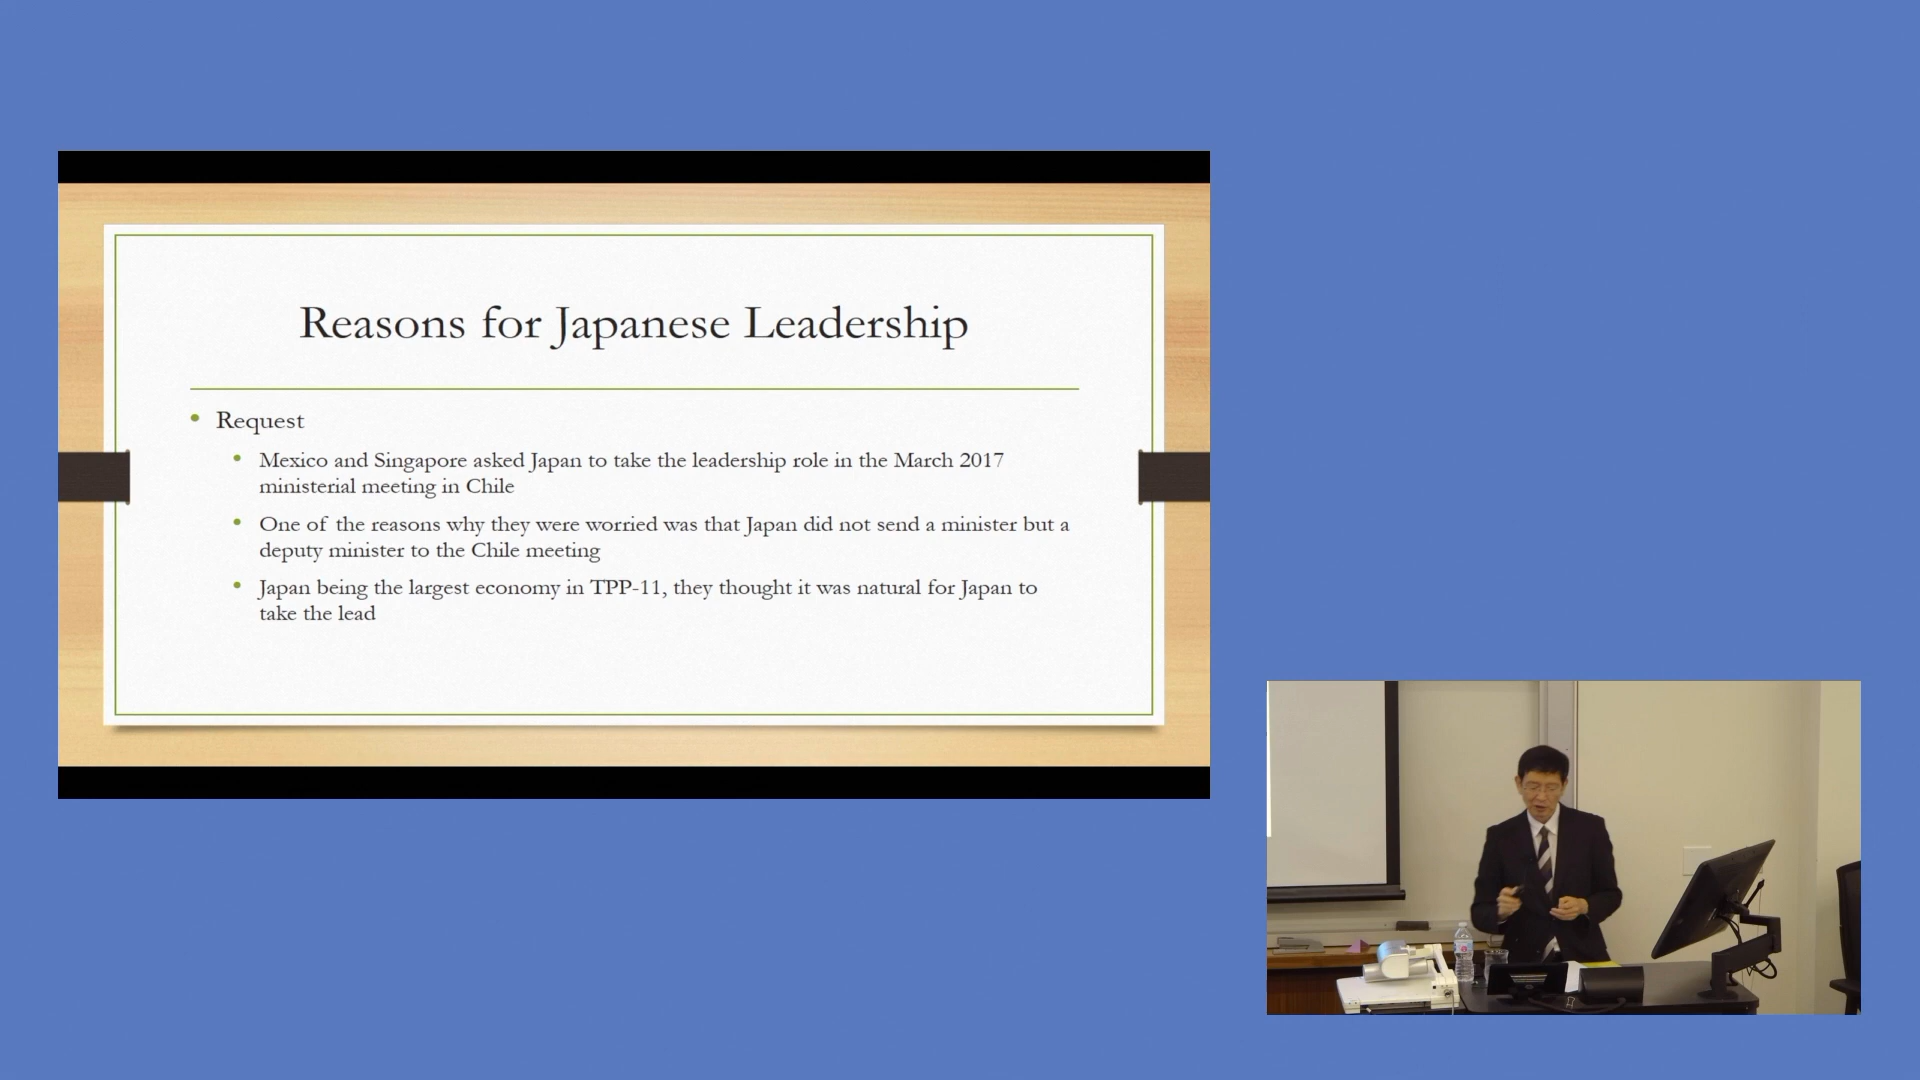 Reasons for Japanese Leadership
• Request
• Mexico and Singapore asked Japan to take the leadership role in the March 2017
ministerial meeting in Chile
• One of the reasons why they were worried was that Japan did not send a minister but a
deputy minister to the Chile meeting
• Japan being the largest economy in TPP-11, they thought it was natural for Japan to
take the lead